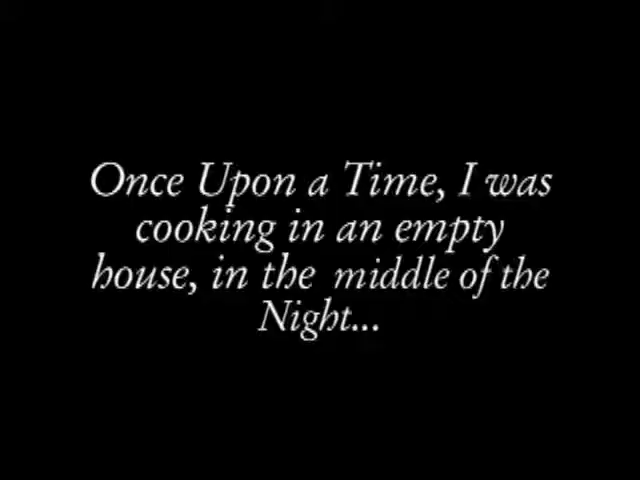 Once Upon a Time, I was
cooking in an empty
house, in the middle of the
Night...